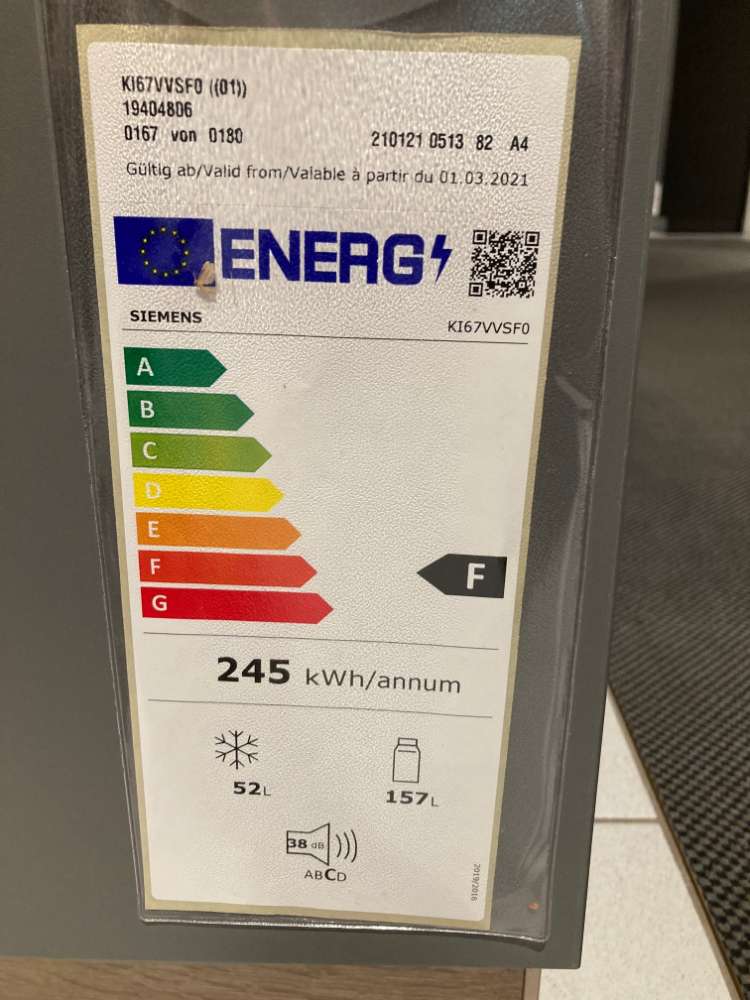 KI67VVSF0 ((01))
19404806
0167 von 0180 210121 0513 82 A4
Gültig ab/Valid from/Valable à partir du 01.03.2021
ENERG
SIEMENS KI67VVSF0
A
B
C
D
E
F F
G
245 kWh/annum
52L 157L
38 dB
ABCD
2019/2016